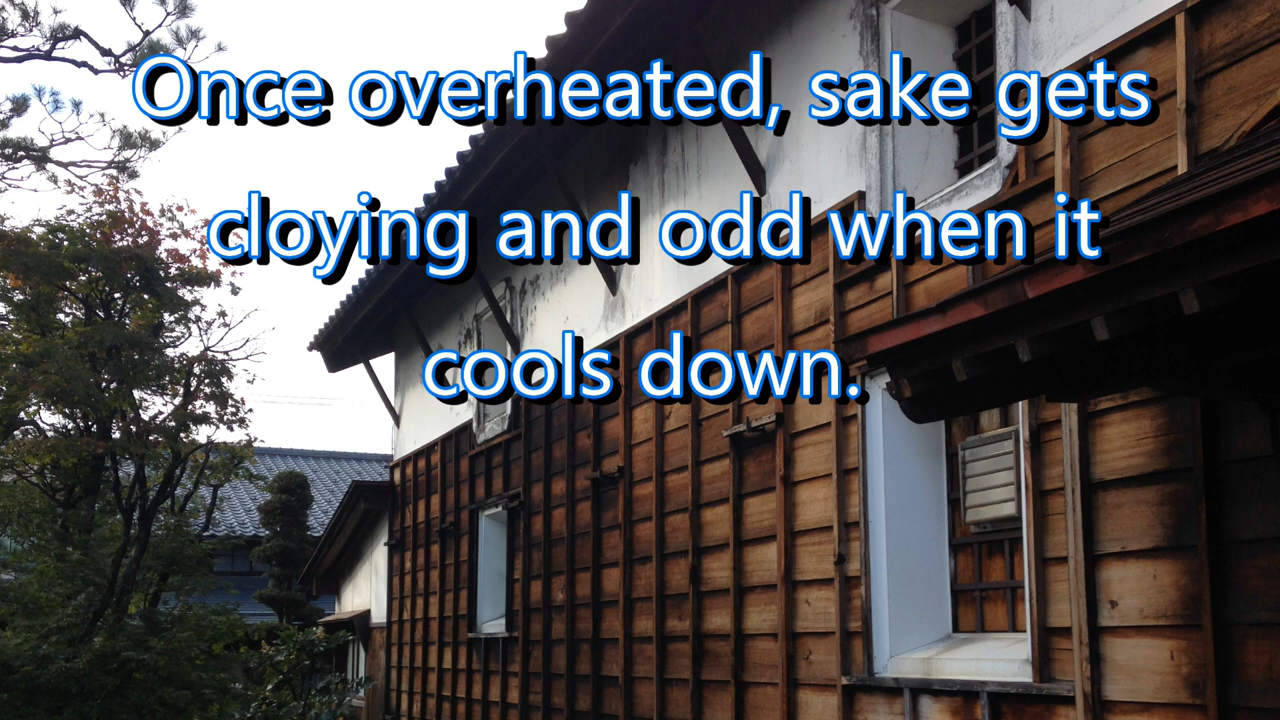 Once overheated, sake gets
cloying and odd when it
cools down.